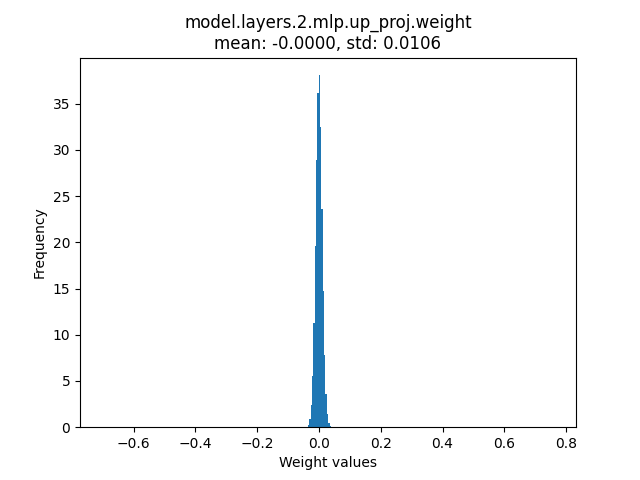 model.layers.2.mlp.up_proj.weight
mean: -0.0000, std: 0.0106
Frequency
35
30
25
20
15
10
5
0
−0.6 −0.4 −0.2 0.0 0.2 0.4 0.6 0.8
Weight values